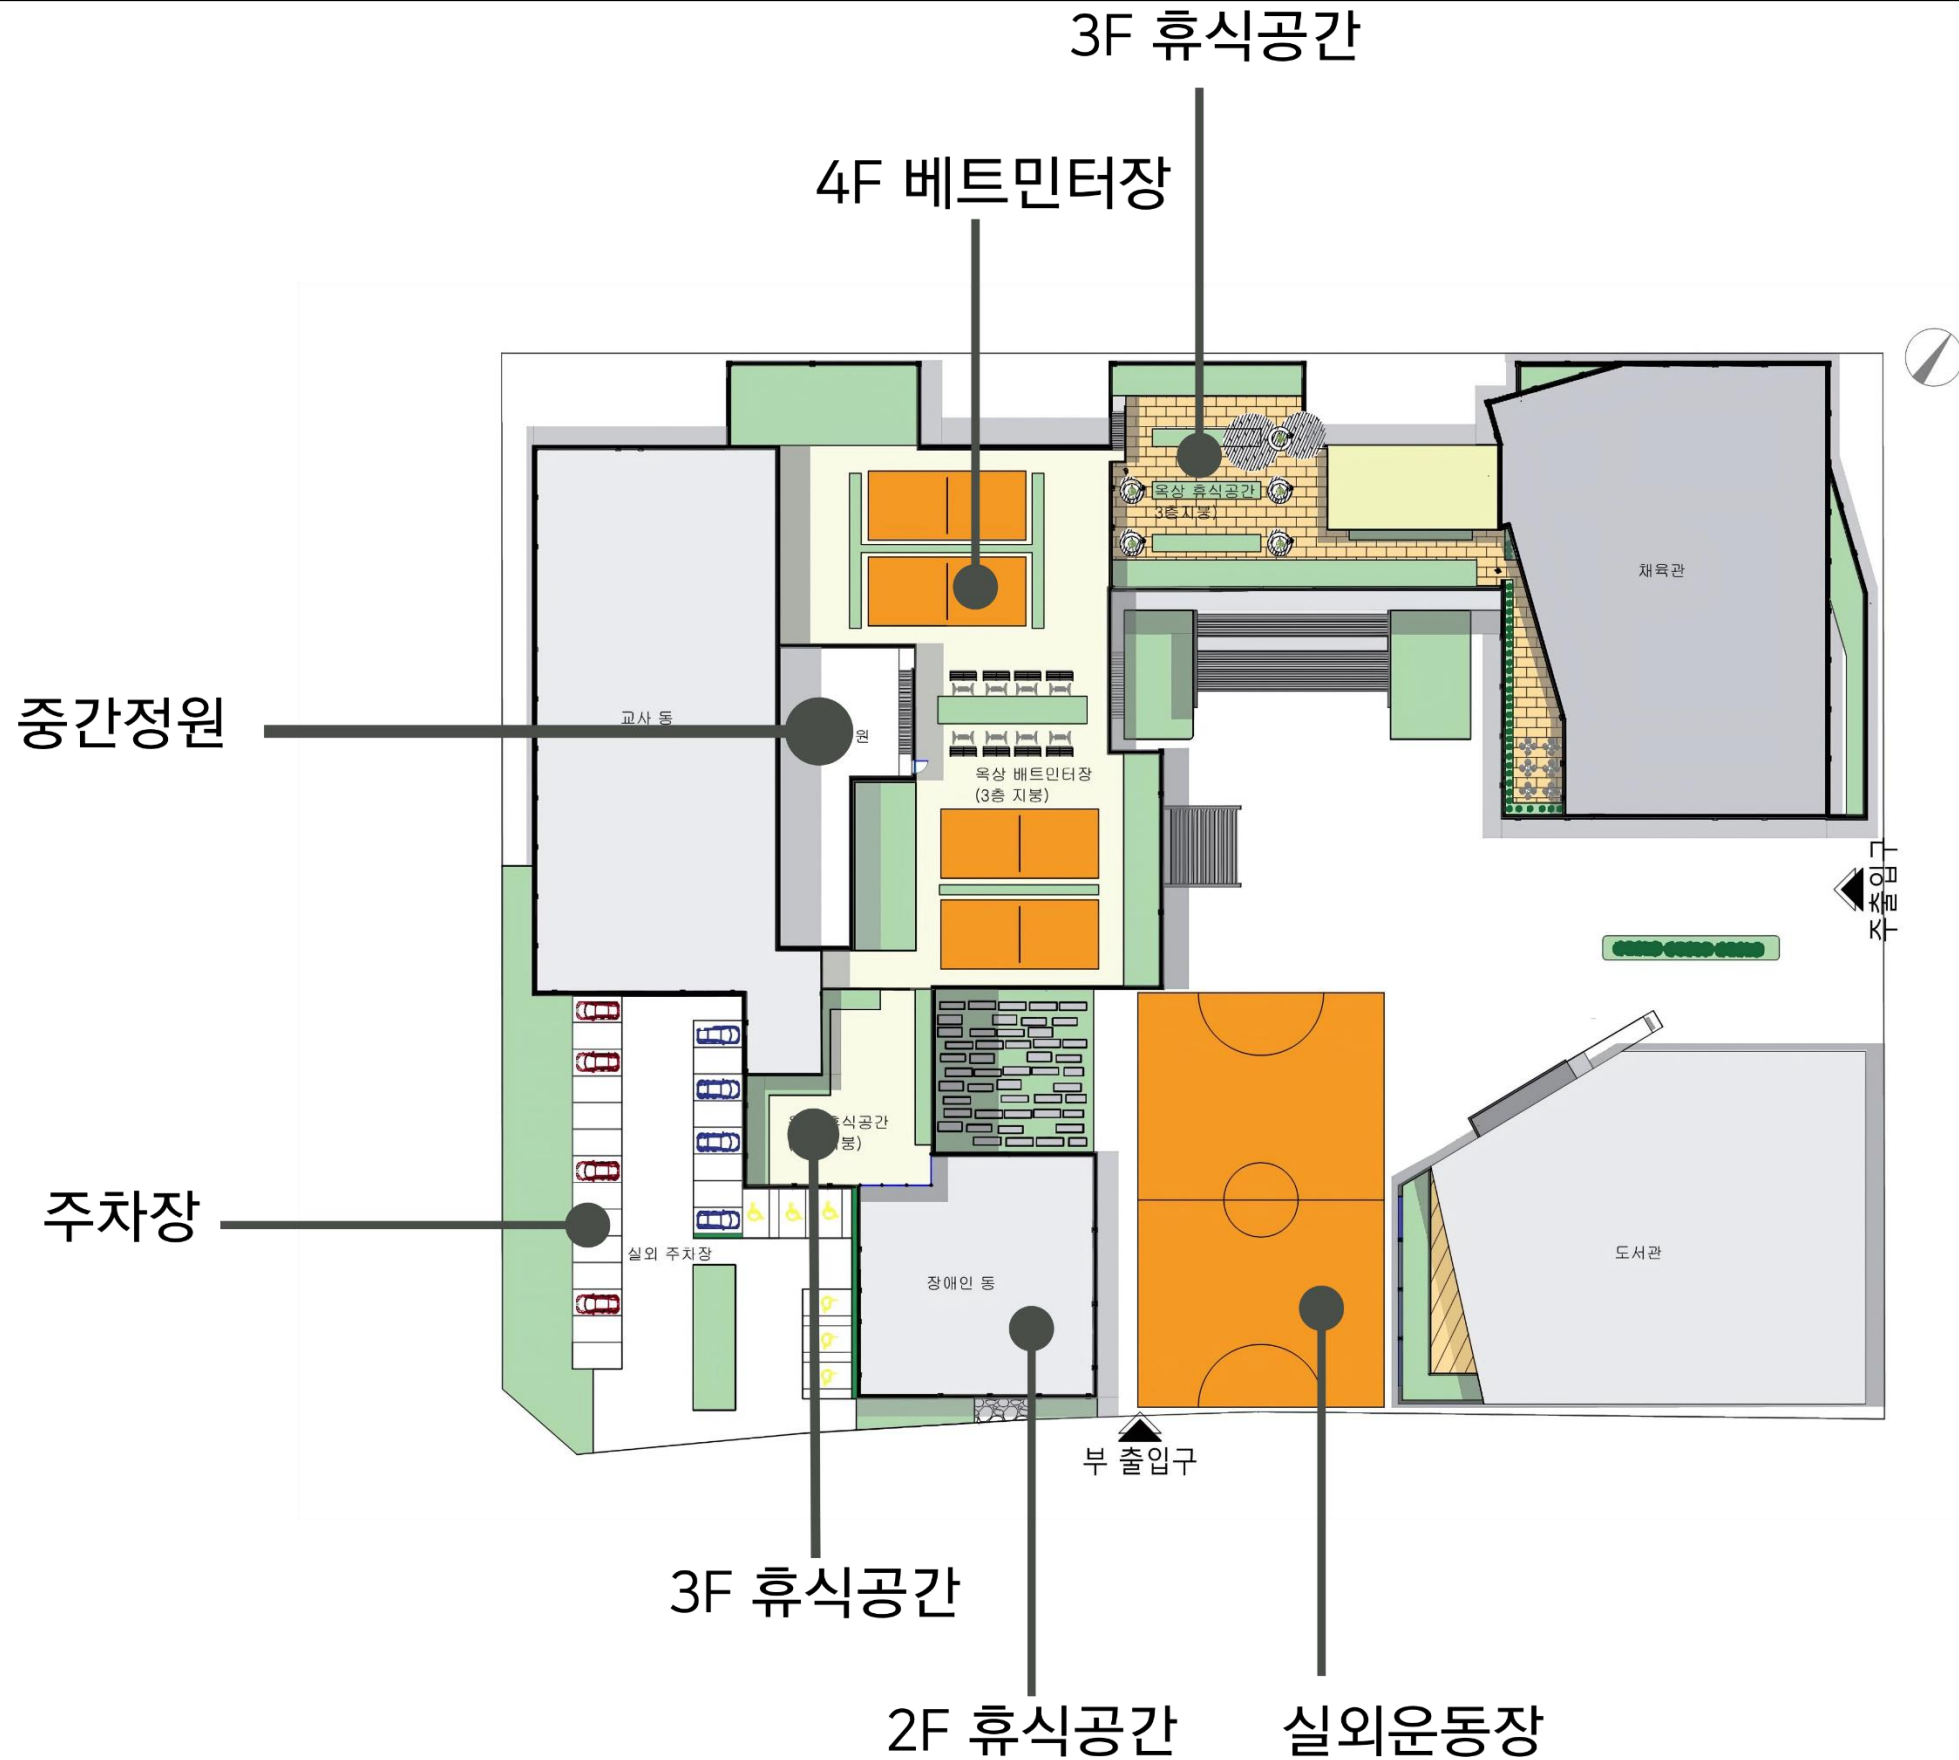 3F 휴식공간
4F 베트민터장
옥상 휴식공간
3층지붕)
채육관
중간정원
교사 동
원
옥상 배트민터장
(3층 지붕)
주출입구
식공간
붕)
주차장
실외 주차장
장애인 동
도서관
부 출입구
3F 휴식공간
2F 휴식공간
실외운동장